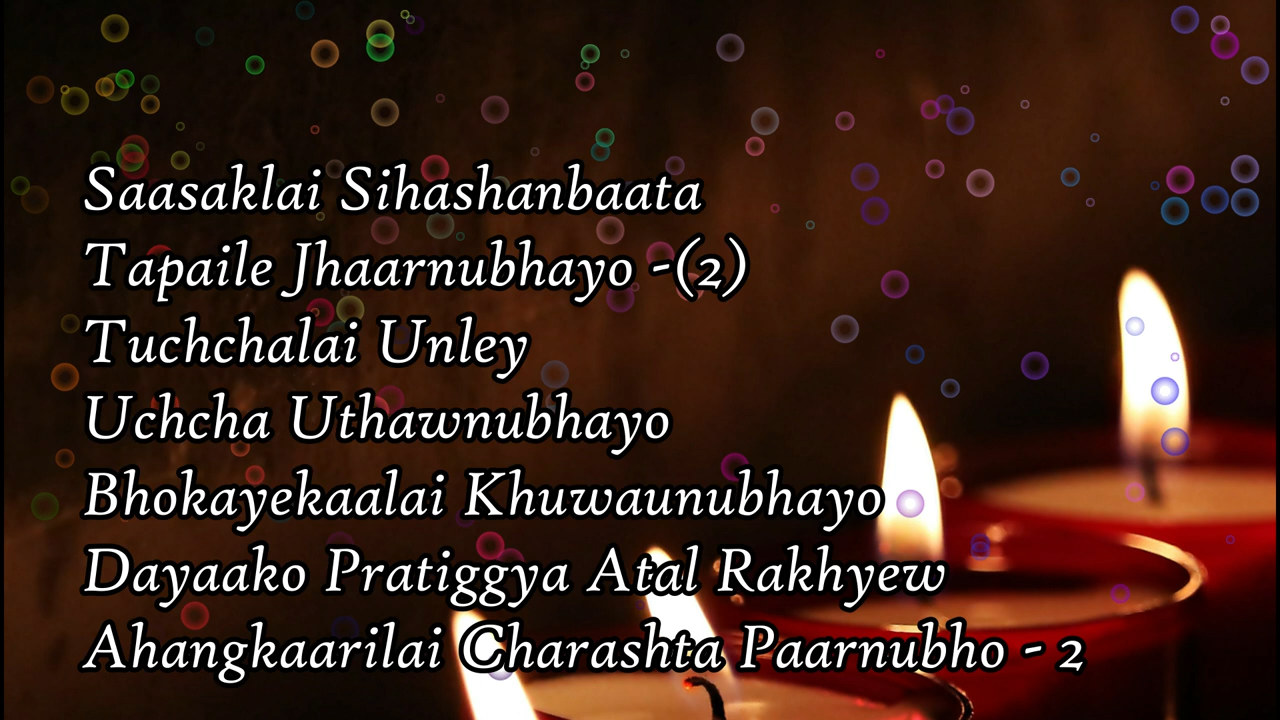 Saasaklai Sihashanbaata
Tapaile Jhaarnubhayo -(2)
Tuchchalai Unley
Uchcha Uthawnubhayo
Bhokayekaalai Khuwaunubhayo
Dayaako Pratiggya Atal Rakhyew
Ahangkaarilai Charashta Paarnubho - 2